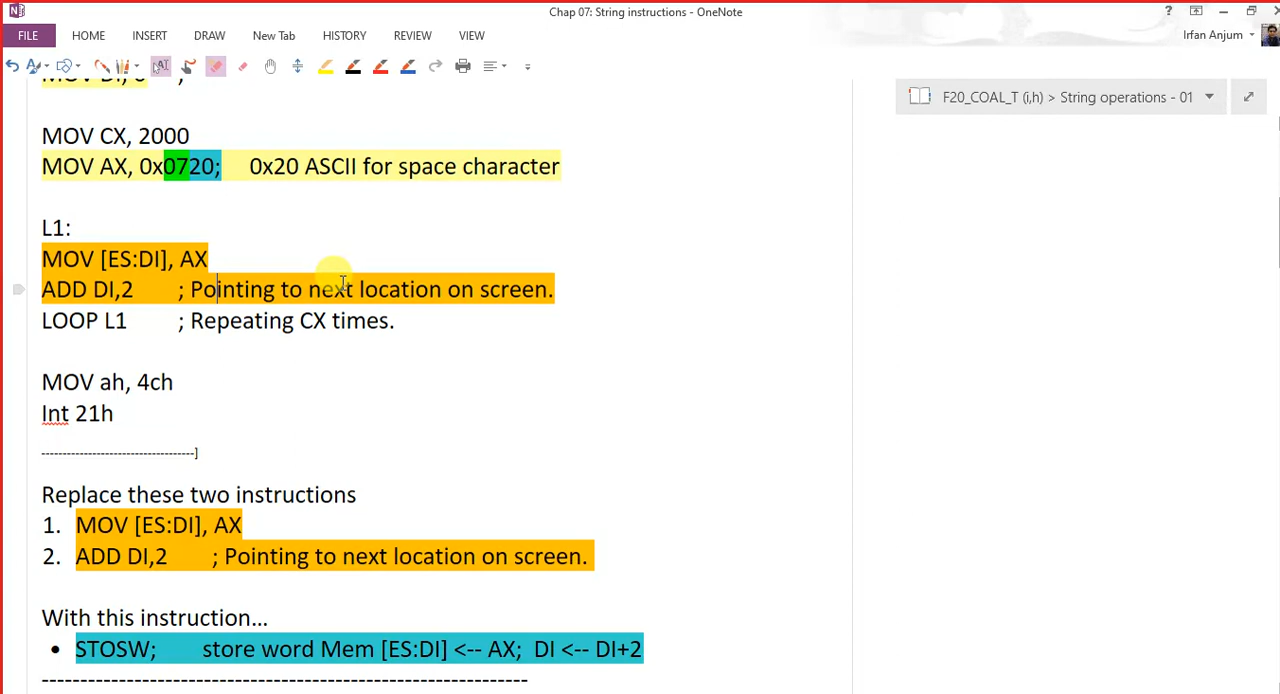 Chap 07: String instructions - OneNote
FILE HOME INSERT DRAW New Tab HISTORY REVIEW VIEW
Irfan Anjum
F20_COAL_T (i,h) > String operations - 01
MOV DI, 0 ;
MOV CX, 2000
MOV AX, 0x0720; 0x20 ASCII for space character
L1:
MOV [ES:DI], AX
ADD DI,2 ; Pointing to next location on screen.
LOOP L1 ; Repeating CX times.
MOV ah, 4ch
Int 21h
-----------------------------------]
Replace these two instructions
1. MOV [ES:DI], AX
2. ADD DI,2 ; Pointing to next location on screen.
With this instruction...
• STOSW; store word Mem [ES:DI] <-- AX; DI <-- DI+2
------------------------------------------------------------